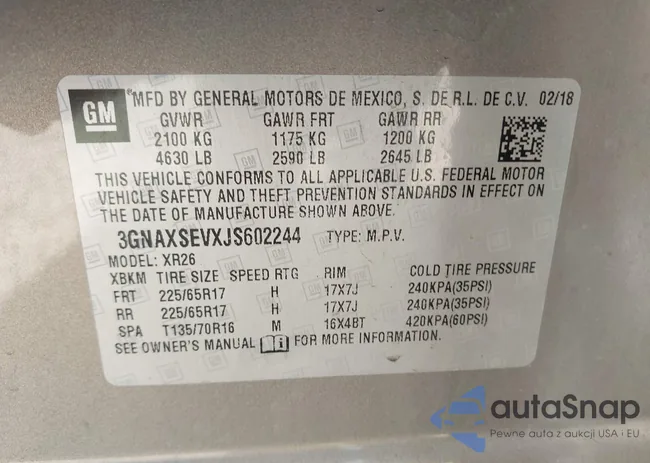 GM MFD BY GENERAL MOTORS DE MEXICO, S. DE R.L. DE C.V. 02/18
GVWR GAWR FRT GAWR RR
2100 KG 1175 KG 1200 KG
4630 LB 2590 LB 2645 LB
THIS VEHICLE CONFORMS TO ALL APPLICABLE U.S. FEDERAL MOTOR
VEHICLE SAFETY AND THEFT PREVENTION STANDARDS IN EFFECT ON
THE DATE OF MANUFACTURE SHOWN ABOVE.
3GNAXSEVXJS602244 TYPE: M.P.V.
MODEL: XR26
XBKM TIRE SIZE SPEED RTG RIM COLD TIRE PRESSURE
FRT 225/65R17 H 17X7J 240KPA(35PSI)
RR 225/65R17 H 17X7J 240KPA(35PSI)
SPA T135/70R16 M 16X4BT 420KPA(60PSI)
SEE OWNER'S MANUAL FOR MORE INFORMATION.
autaSnap
Pewne auta z aukcji USA i EU